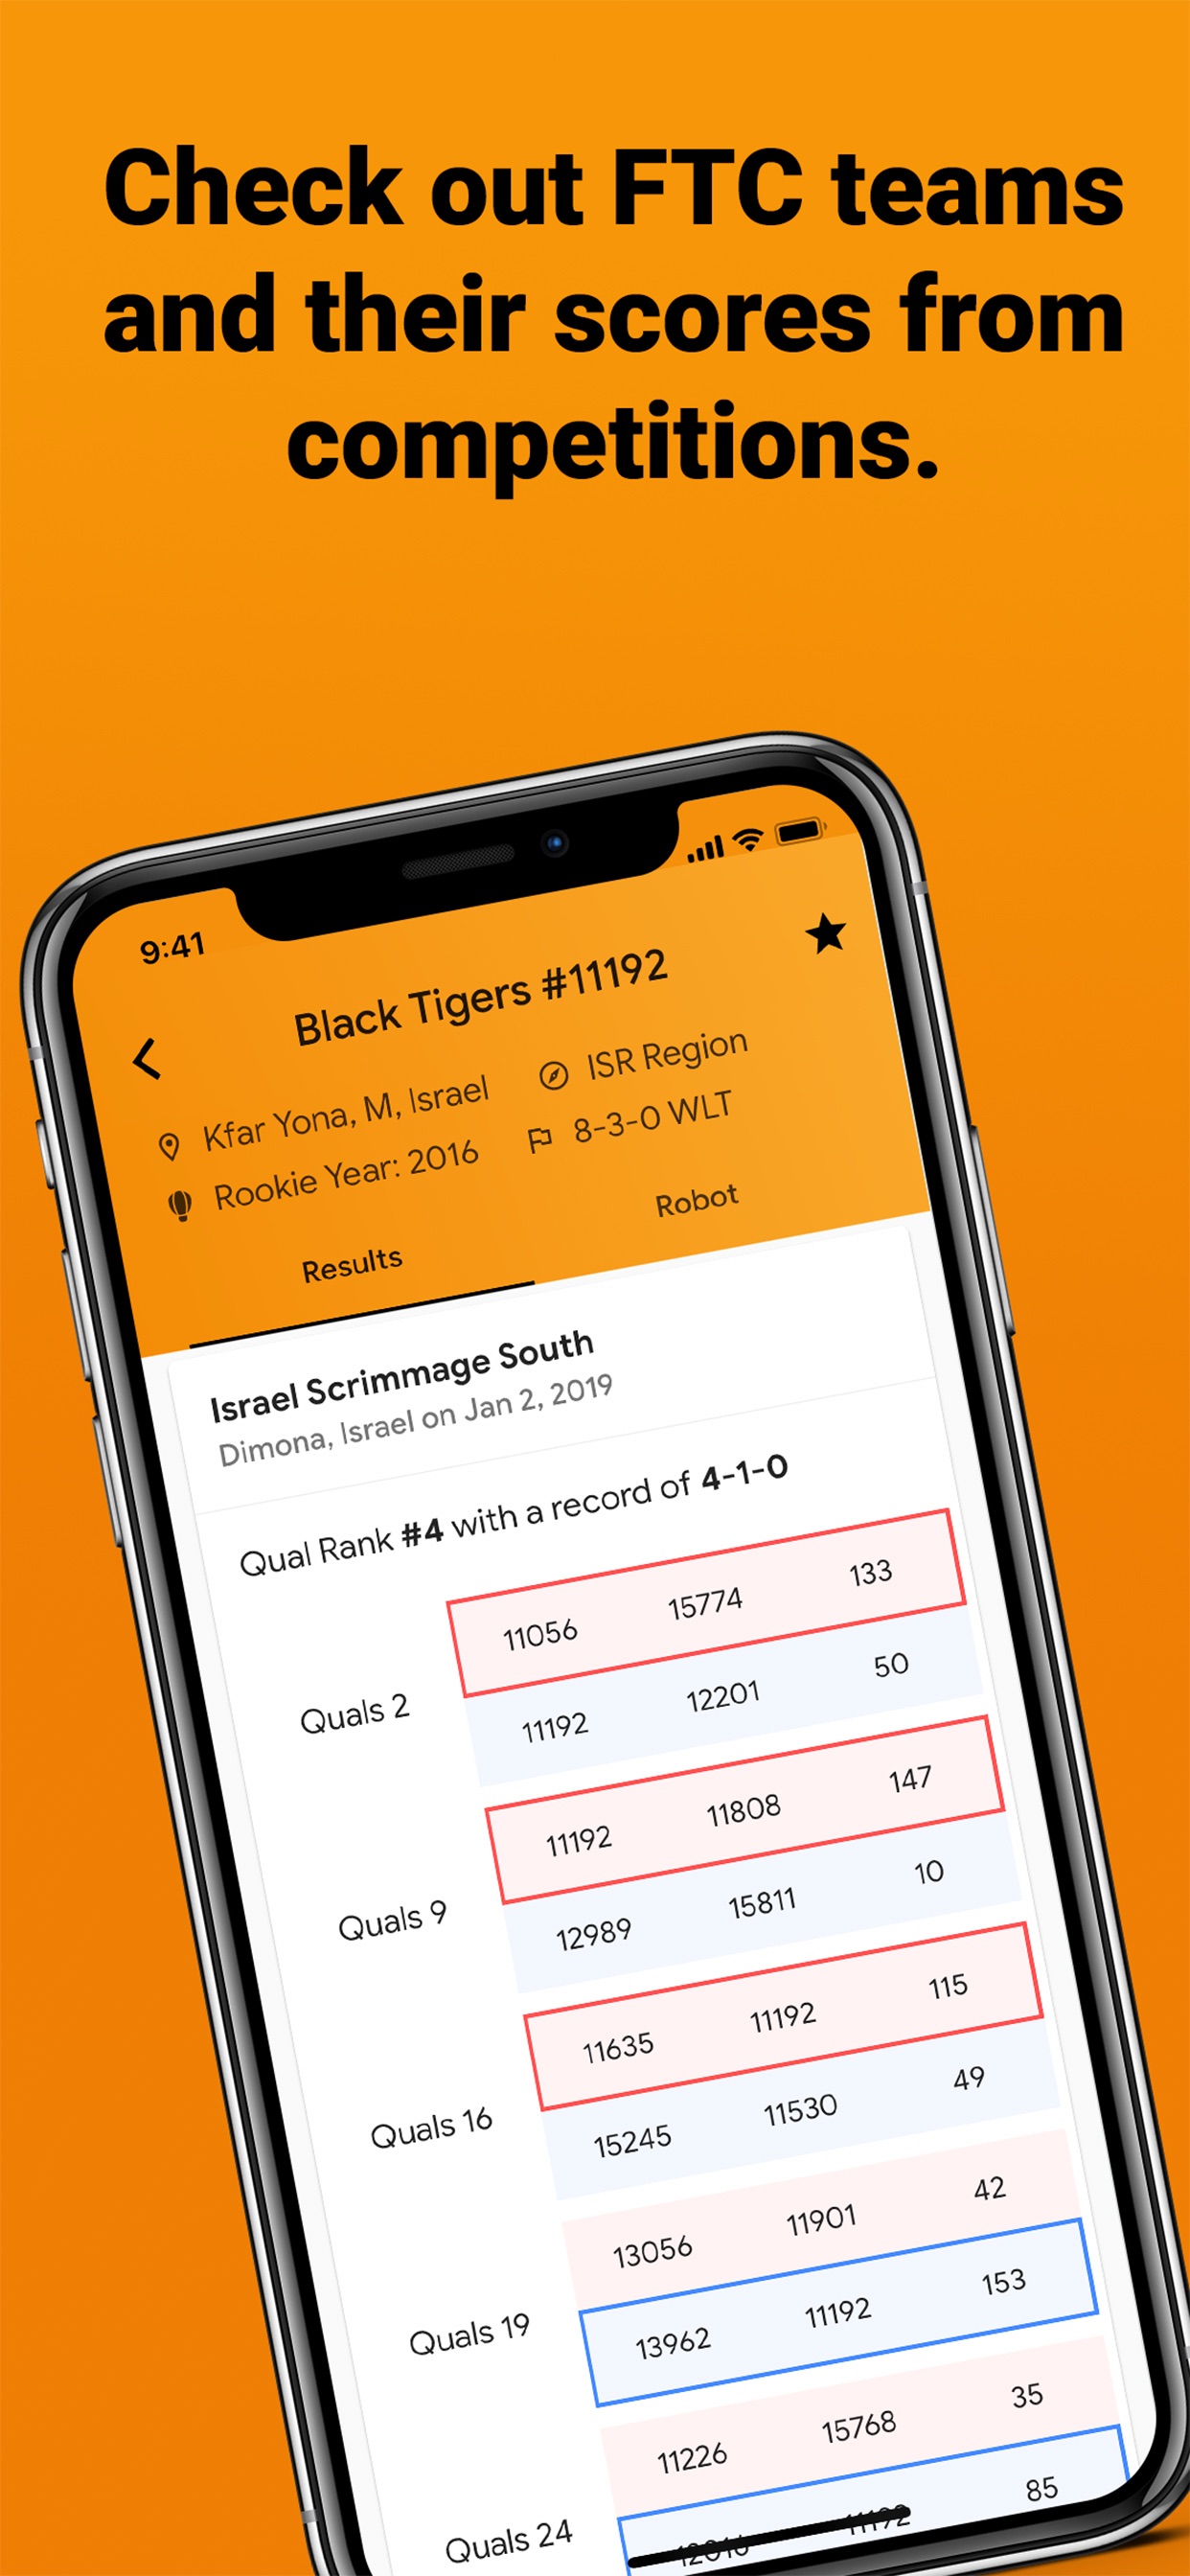 Check out FTC teams
and their scores from
competitions.
9:41
Black Tigers #11192
Kfar Yona, M, Israel
ISR Region
Rookie Year: 2016
8-3-0 WLT
Results
Robot
Israel Scrimmage South
Dimona, Israel on Jan 2, 2019
Qual Rank #4 with a record of 4-1-0
Quals 2
11056 15774 133
11192 12201 50
Quals 9
11192 11808 147
12989 15811 10
Quals 16
11635 11192 115
15245 11530 49
Quals 19
13056 11901 42
13962 11192 153
Quals 24
11226 15768 35
11192 85